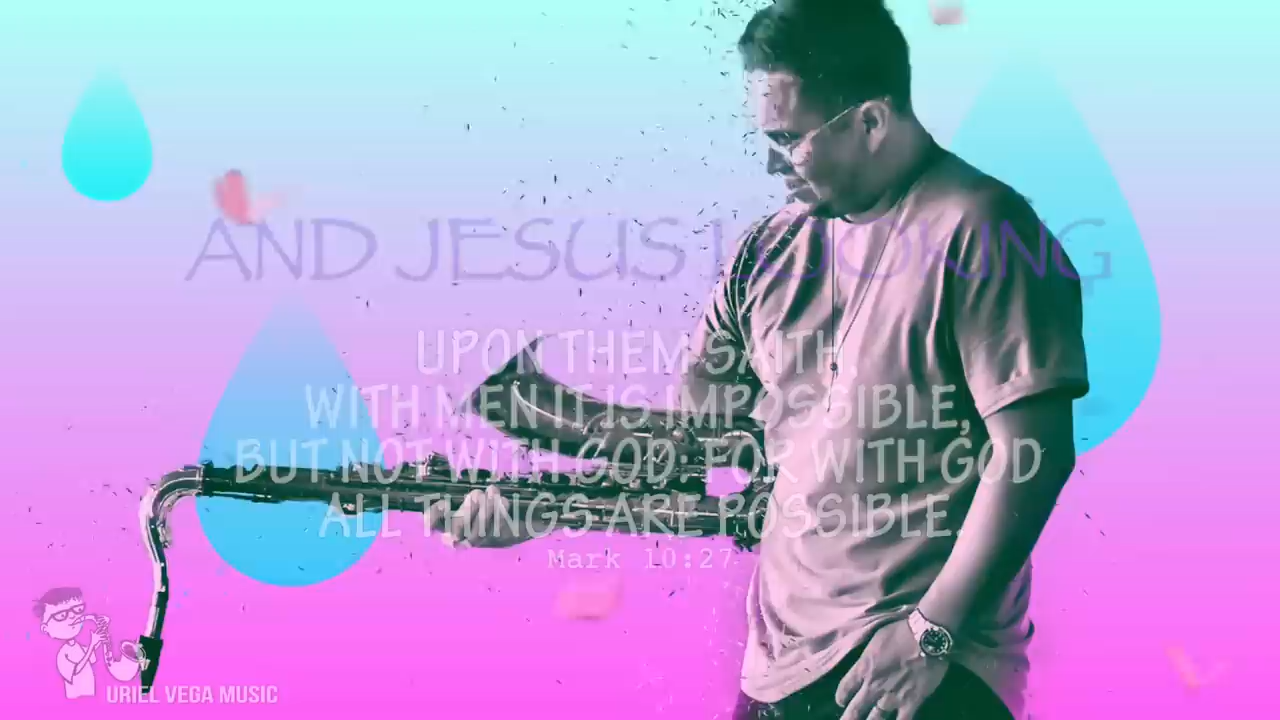 AND JESUS LOOKING
UPON THEM SAITH,
WITH MEN IT IS IMPOSSIBLE,
BUT NOT WITH GOD: FOR WITH GOD
ALL THINGS ARE POSSIBLE.
Mark 10:27
URIEL VEGA MUSIC